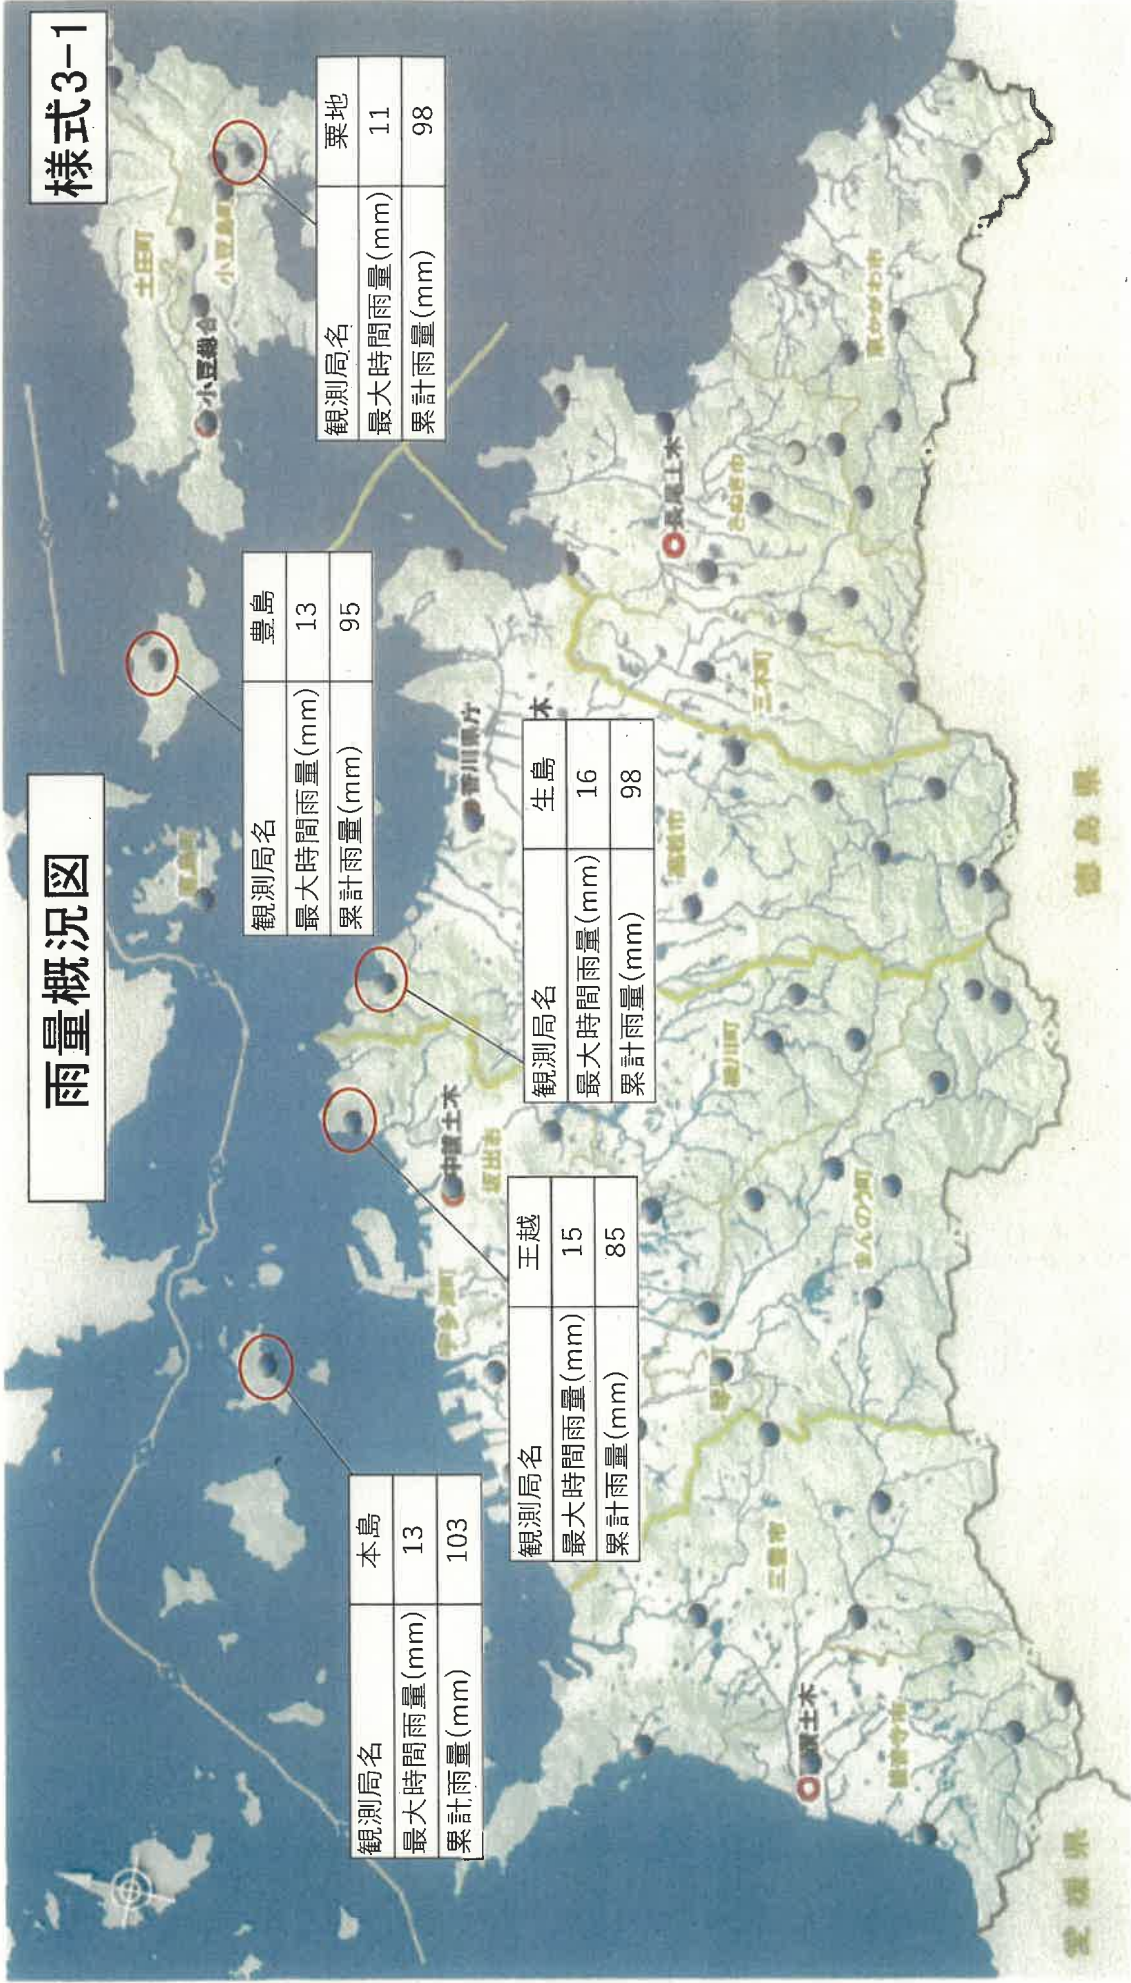 雨量概況図
様式3-1
観測局名 粟地
最大時間雨量(mm) 11
累計雨量(mm) 98
観測局名 豊島
最大時間雨量(mm) 13
累計雨量(mm) 95
観測局名 生島
最大時間雨量(mm) 16
累計雨量(mm) 98
観測局名 王越
最大時間雨量(mm) 15
累計雨量(mm) 85
観測局名 本島
最大時間雨量(mm) 13
累計雨量(mm) 103
土庄町
小豆島町
小豆総合
香川県庁
木
中讃土木
坂出市
宇多津町
高松市
長尾土木
さぬき市
東かがわ市
三木町
綾川町
まんのう町
三豊市
土木
観音寺市
徳島県
愛媛県